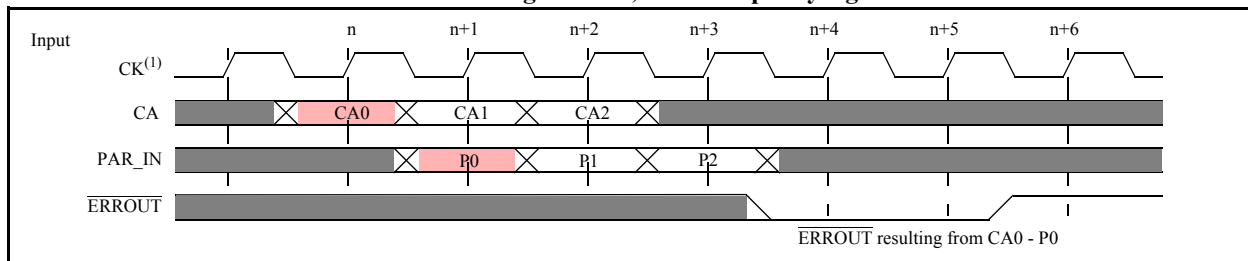 n n+1 n+2 n+3 n+4 n+5 n+6
Input
CK(1)
CA CA0 CA1 CA2
PAR_IN P0 P1 P2
ERROUT
ERROUT resulting from CA0 - P0